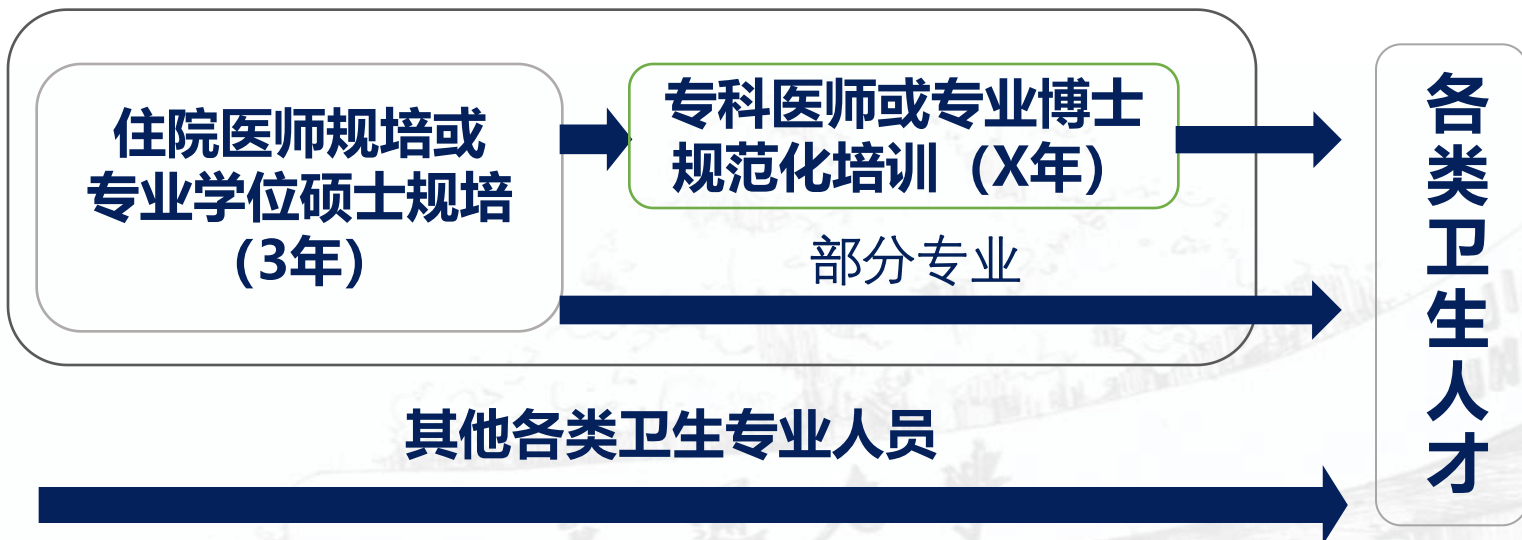 住院医师规培或
专业学位硕士规培
（3年）
专科医师或专业博士
规范化培训（X年）
部分专业
其他各类卫生专业人员
各类卫生人才